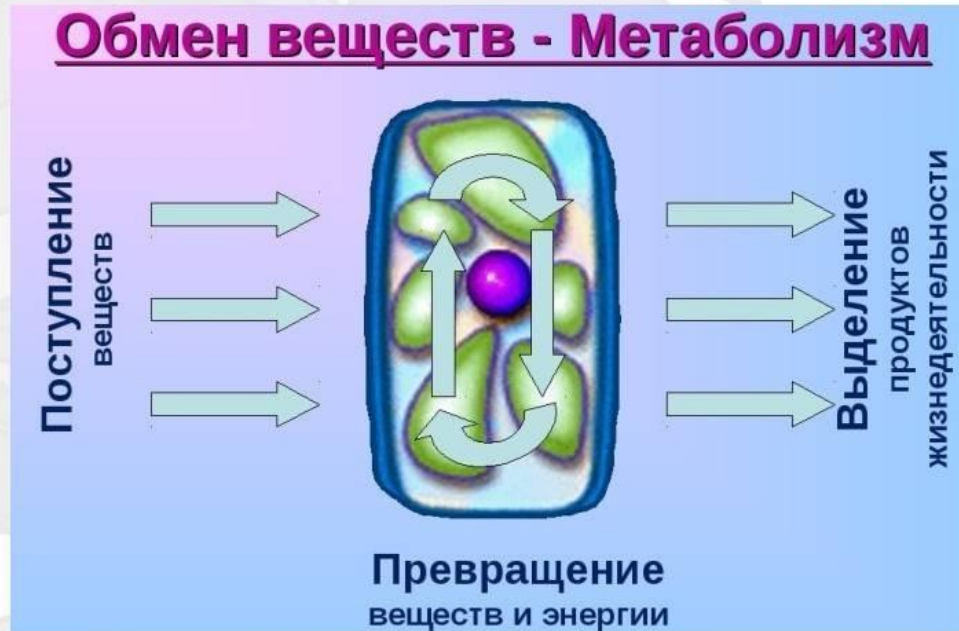 Обмен веществ - Метаболизм
Поступление
веществ
Выделение
продуктов
жизнедеятельности
Превращение
веществ и энергии